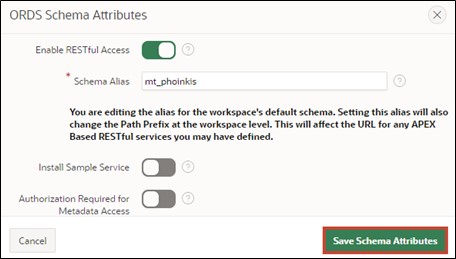 ORDS Schema Attributes
Enable RESTful Access
* Schema Alias mt_phoinkis
You are editing the alias for the workspace's default schema. Setting this alias will also
change the Path Prefix at the workspace level. This will affect the URL for any APEX
Based RESTful services you may have defined.
Install Sample Service
Authorization Required for
Metadata Access
Cancel Save Schema Attributes